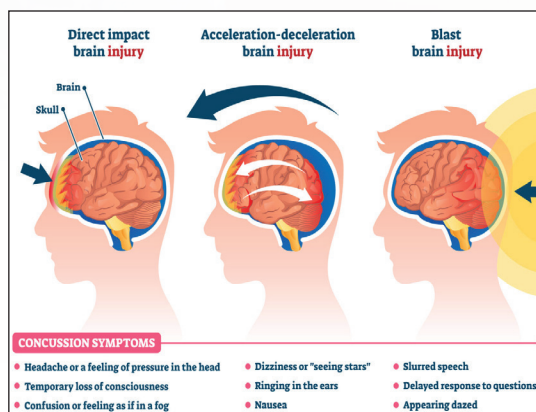 Direct impact
brain injury
Acceleration-deceleration
brain injury
Blast
brain injury
Brain
Skull
CONCUSSION SYMPTOMS
Headache or a feeling of pressure in the head
Temporary loss of consciousness
Confusion or feeling as if in a fog
Dizziness or "seeing stars"
Ringing in the ears
Nausea
Slurred speech
Delayed response to questions
Appearing dazed